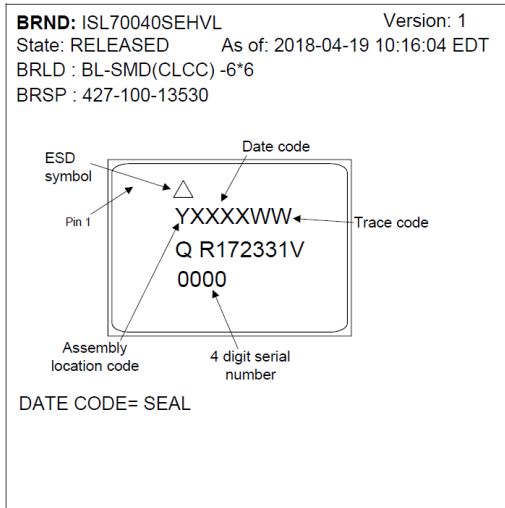 BRND: ISL70040SEHVL Version: 1
State: RELEASED As of: 2018-04-19 10:16:04 EDT
BRLD : BL-SMD(CLCC) -6*6
BRSP : 427-100-13530
Date code
ESD
symbol
Pin 1
YXXXXWW
Trace code
Q R172331V
0000
Assembly
location code
4 digit serial
number
DATE CODE= SEAL